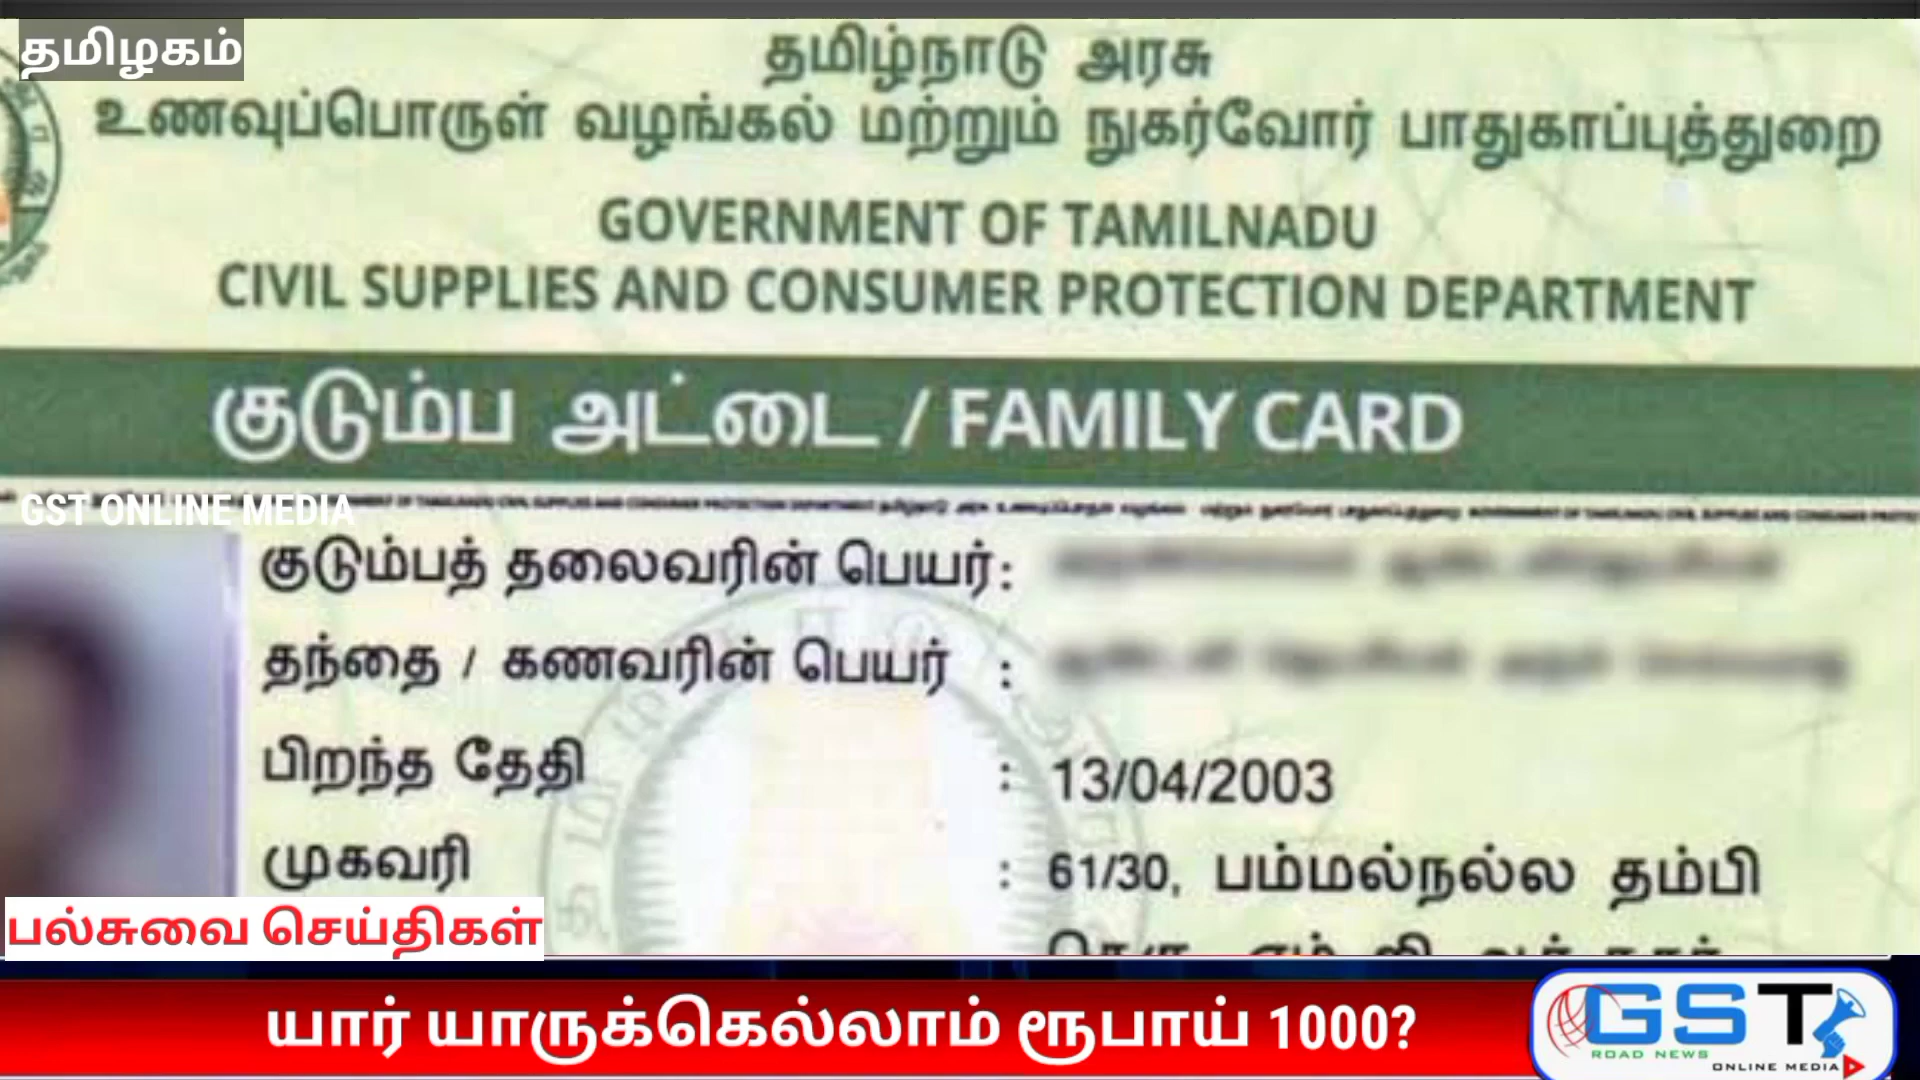 தமிழகம்
தமிழ்நாடு அரசு
உணவுப்பொருள் வழங்கல் மற்றும் நுகர்வோர் பாதுகாப்புத்துறை
GOVERNMENT OF TAMILNADU
CIVIL SUPPLIES AND CONSUMER PROTECTION DEPARTMENT
குடும்ப அட்டை / FAMILY CARD
GST ONLINE MEDIA
குடும்பத் தலைவரின் பெயர் :
தந்தை / கணவரின் பெயர் :
பிறந்த தேதி : 13/04/2003
முகவரி : 61/30, பம்மல்நல்ல தம்பி
பல்சுவை செய்திகள்
யார் யாருக்கெல்லாம் ரூபாய் 1000?
GST
ROAD NEWS
ONLINE MEDIA